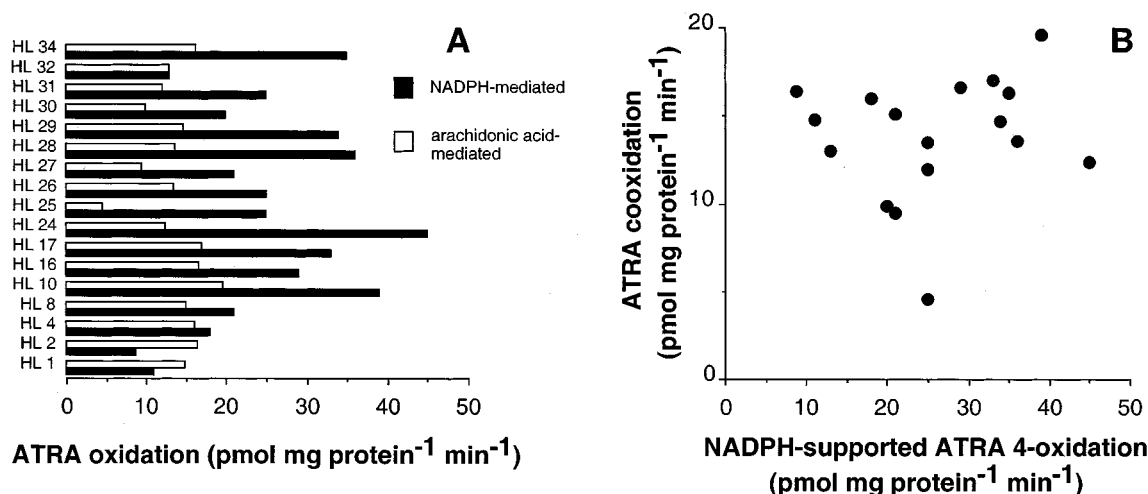 A
HL 34
HL 32
HL 31
HL 30
HL 29
HL 28
HL 27
HL 26
HL 25
HL 24
HL 17
HL 16
HL 10
HL 8
HL 4
HL 2
HL 1
NADPH-mediated
arachidonic acid-
mediated
0 10 20 30 40 50
ATRA oxidation (pmol mg protein⁻¹ min⁻¹)
B
20
10
0
ATRA cooxidation
(pmol mg protein⁻¹ min⁻¹)
0 10 20 30 40 50
NADPH-supported ATRA 4-oxidation
(pmol mg protein⁻¹ min⁻¹)